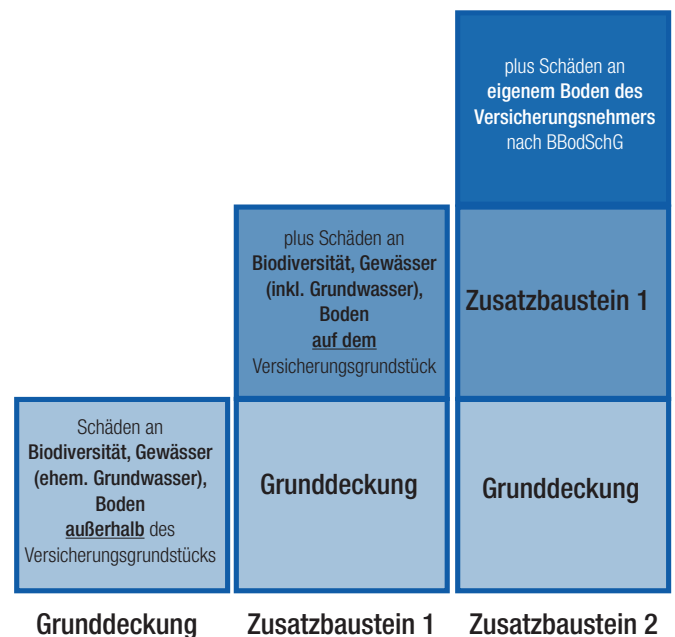 plus Schäden an
eigenem Boden des
Versicherungsnehmers
nach BBodSchG
plus Schäden an
Biodiversität, Gewässer
(inkl. Grundwasser),
Boden
auf dem
Versicherungsgrundstück
Zusatzbaustein 1
Schäden an
Biodiversität, Gewässer
(ehem. Grundwasser),
Boden
außerhalb des
Versicherungsgrundstücks
Grunddeckung
Grunddeckung
Grunddeckung
Zusatzbaustein 1
Zusatzbaustein 2